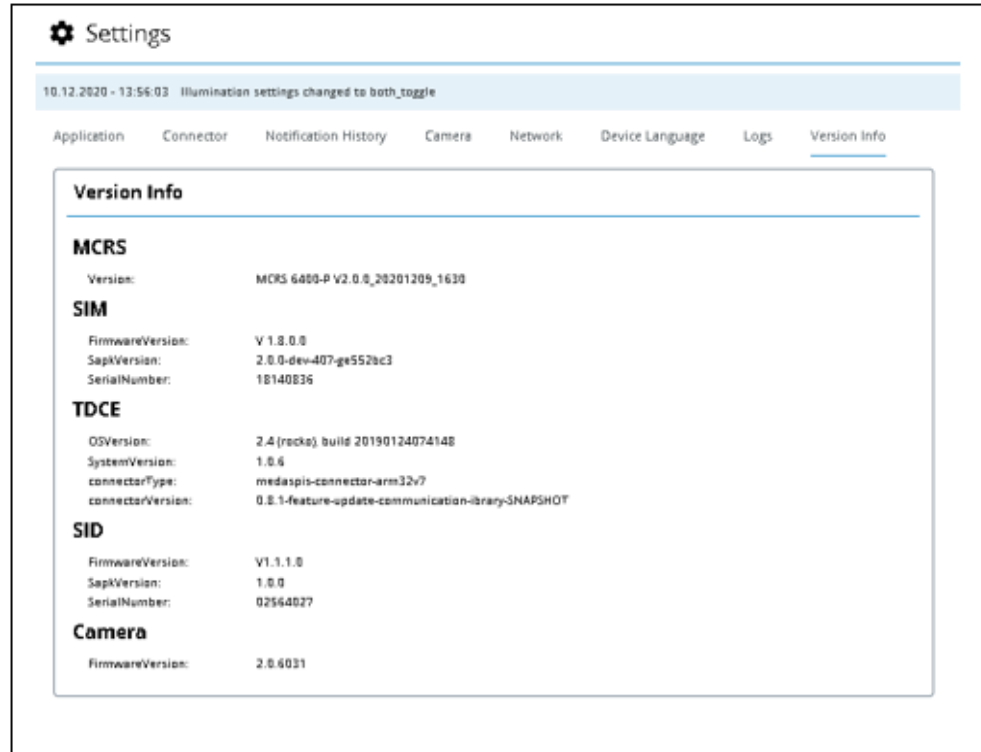 Settings
10.12.2020 - 13:56:03 Illumination settings changed to both_toggle
Application Connector Notification History Camera Network Device Language Logs Version Info
Version Info
MCRS
Version: MCRS 6400-P V2.0.0_20201209_1630
SIM
FirmwareVersion: V 1.8.0.0
SapkVersion: 2.0.0-dev-407-ge552bc3
SerialNumber: 18140836
TDCE
OSVersion: 2.4 (rocko), build 20190124074148
SystemVersion: 1.0.6
connectorType: medaspis-connector-arm32v7
connectorVersion: 0.8.1-feature-update-communication-ibrary-SNAPSHOT
SID
FirmwareVersion: V1.1.1.0
SapkVersion: 1.0.0
SerialNumber: 02564027
Camera
FirmwareVersion: 2.0.6031